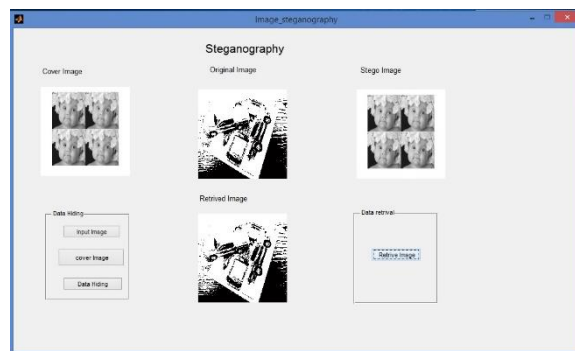 Image_steganography
Steganography
Cover Image
Original Image
Stego Image
Retrived Image
Data Hiding
Input Image
cover Image
Data Hiding
Data retrival
Retrive Image